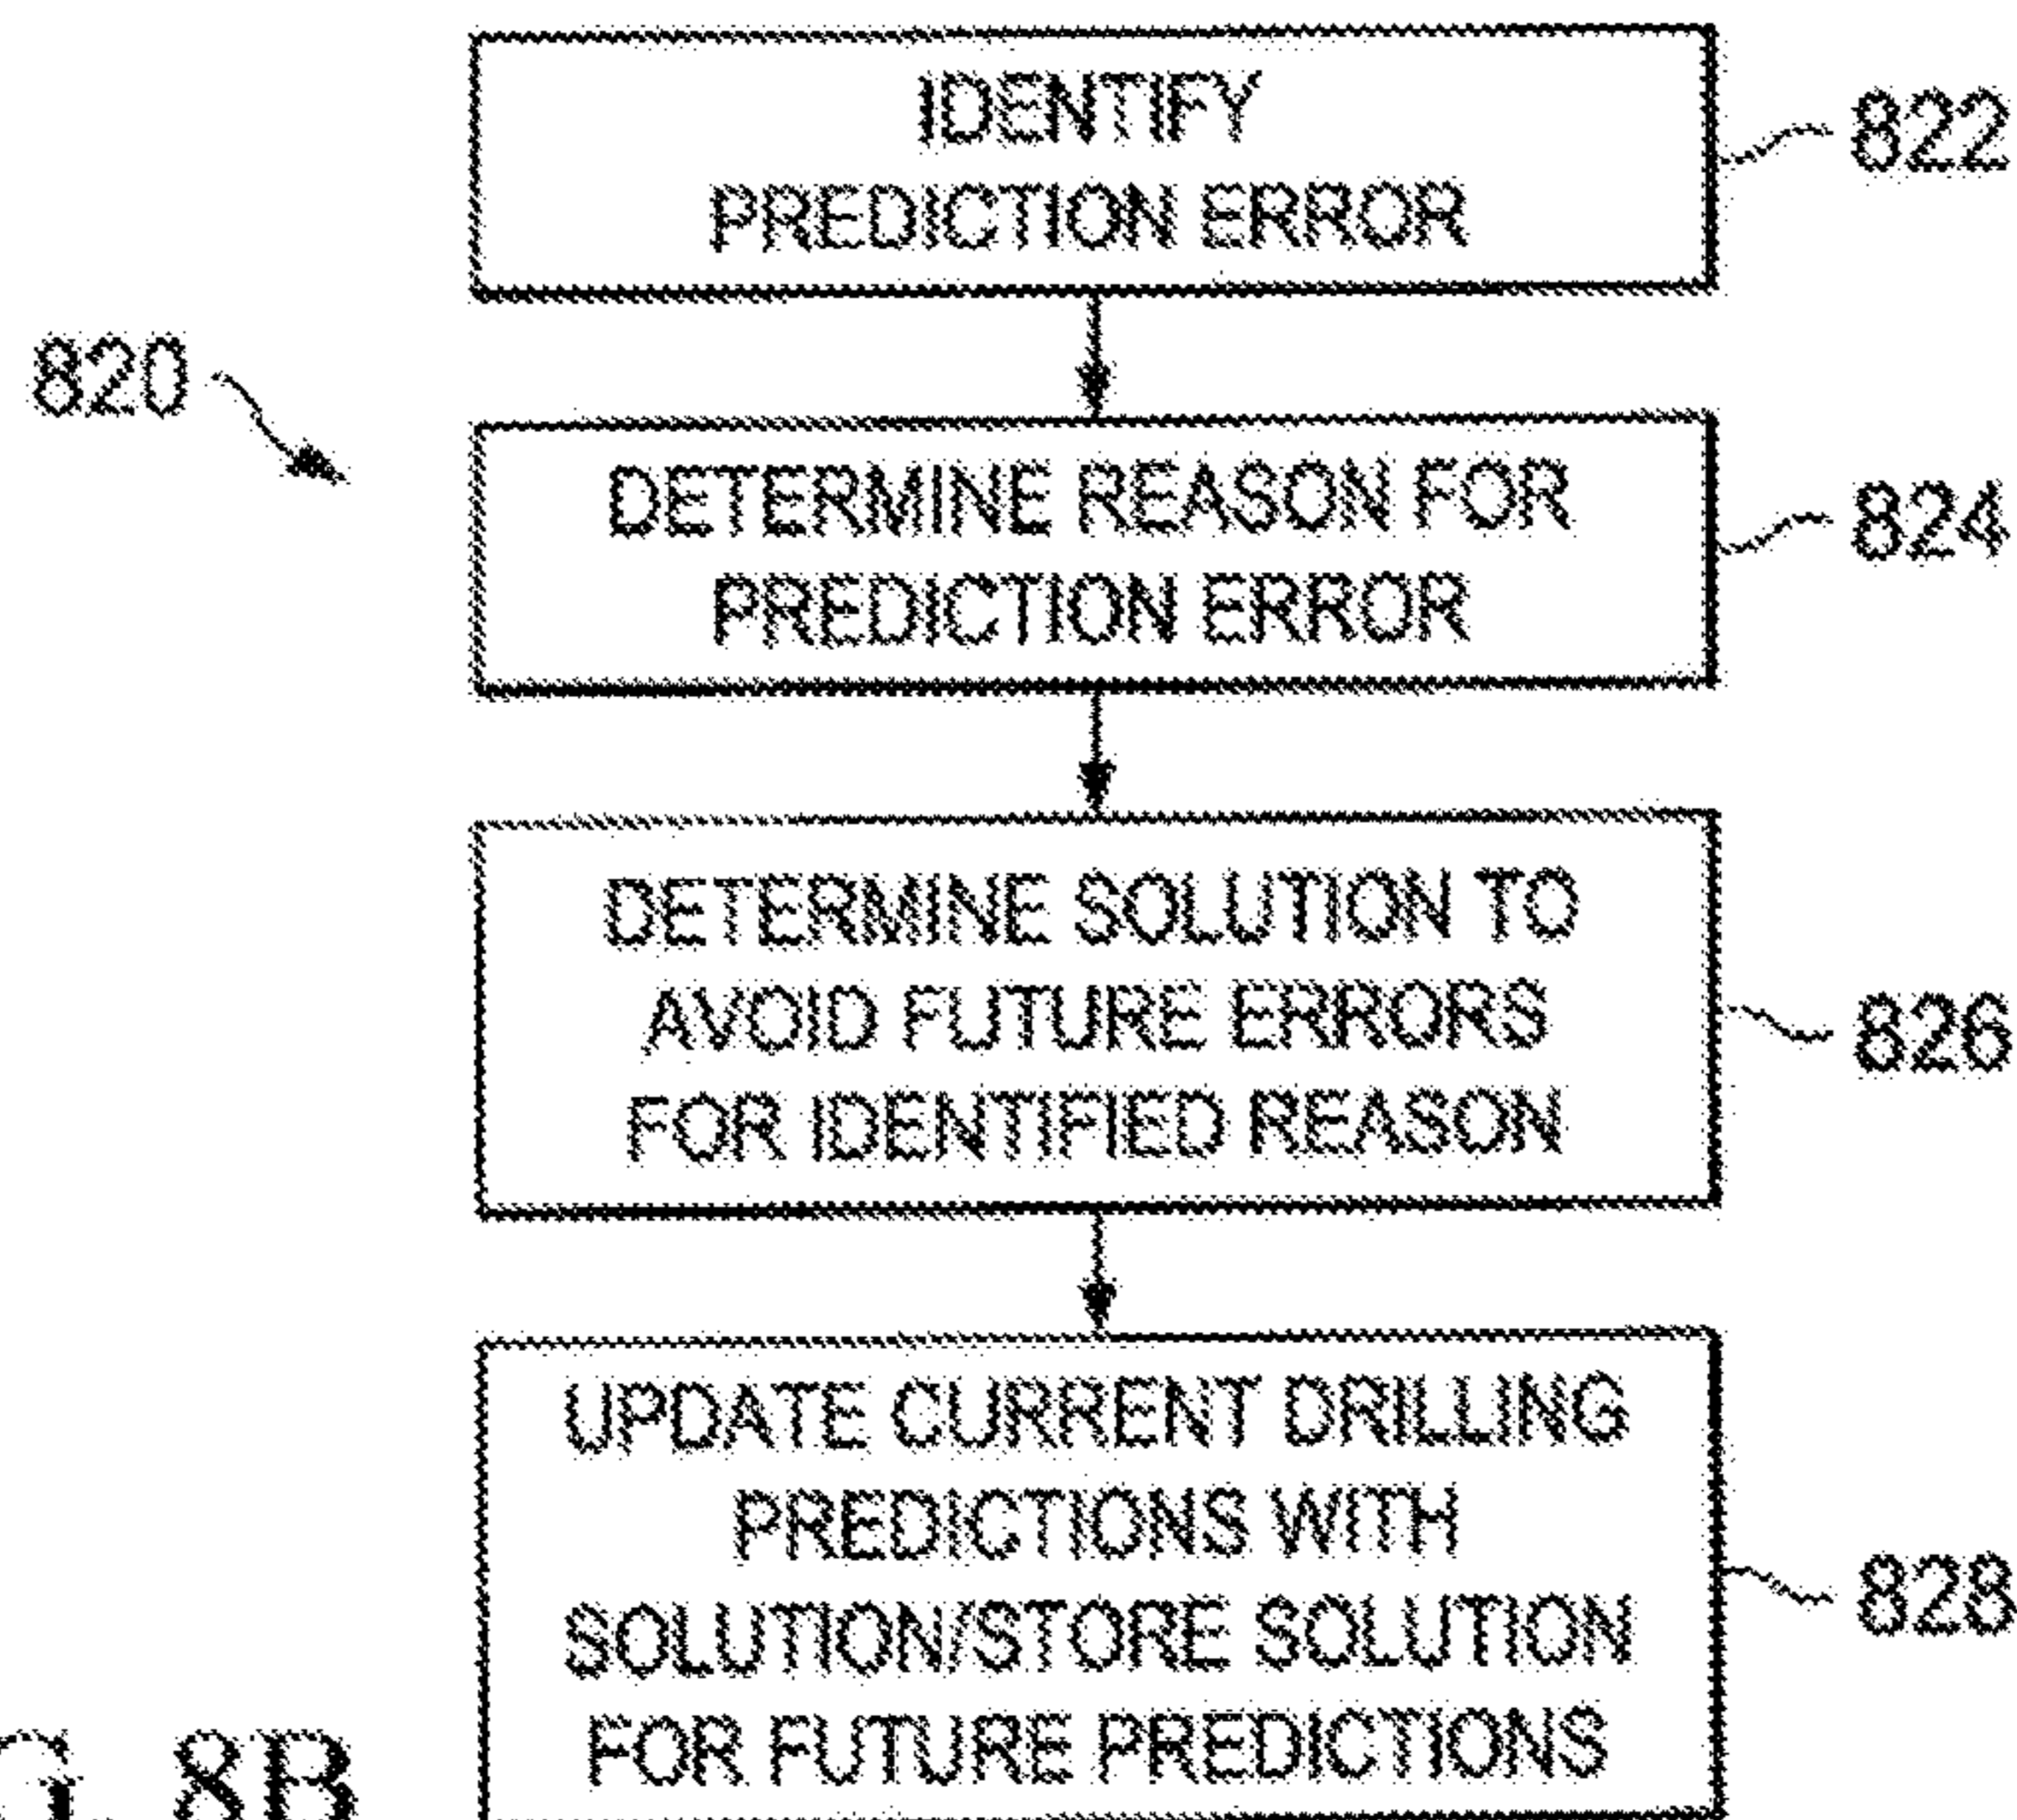 IDENTIFY
PREDICTION ERROR
822
820
DETERMINE REASON FOR
PREDICTION ERROR
824
DETERMINE SOLUTION TO
AVOID FUTURE ERRORS
FOR IDENTIFIED REASON
826
UPDATE CURRENT DRILLING
PREDICTIONS WITH
SOLUTION/STORE SOLUTION
FOR FUTURE PREDICTIONS
828
G. 8B